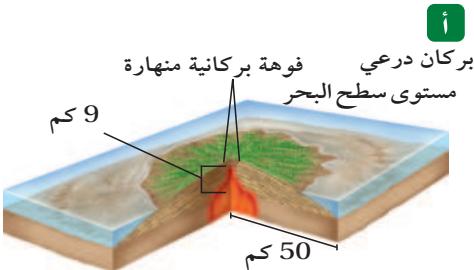 أ
بركان درعي
فوهة بركانية منهارة
مستوى سطح البحر
9 كم
50 كم